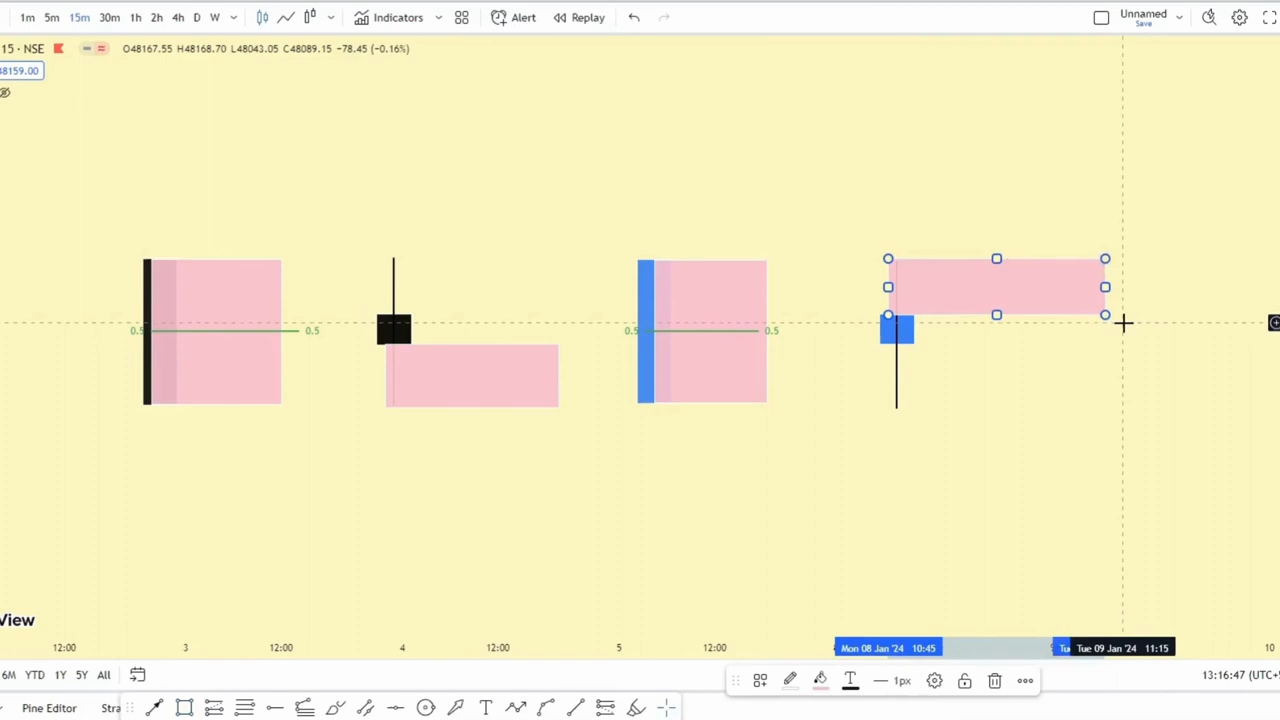 1m 5m 15m 30m 1h 2h 4h D W Indicators Alert Replay Unnamed
Save
15 · NSE O48167.55 H48168.70 L48043.05 C48089.15 −78.45 (−0.16%)
48159.00
0.5 0.5 0.5 0.5
View
12:00 3 12:00 4 12:00 5 12:00 Mon 08 Jan '24 10:45 Tu Tue 09 Jan '24 11:15 10
6M YTD 1Y 5Y All 1px 13:16:47 (UTC+5
Pine Editor Stra